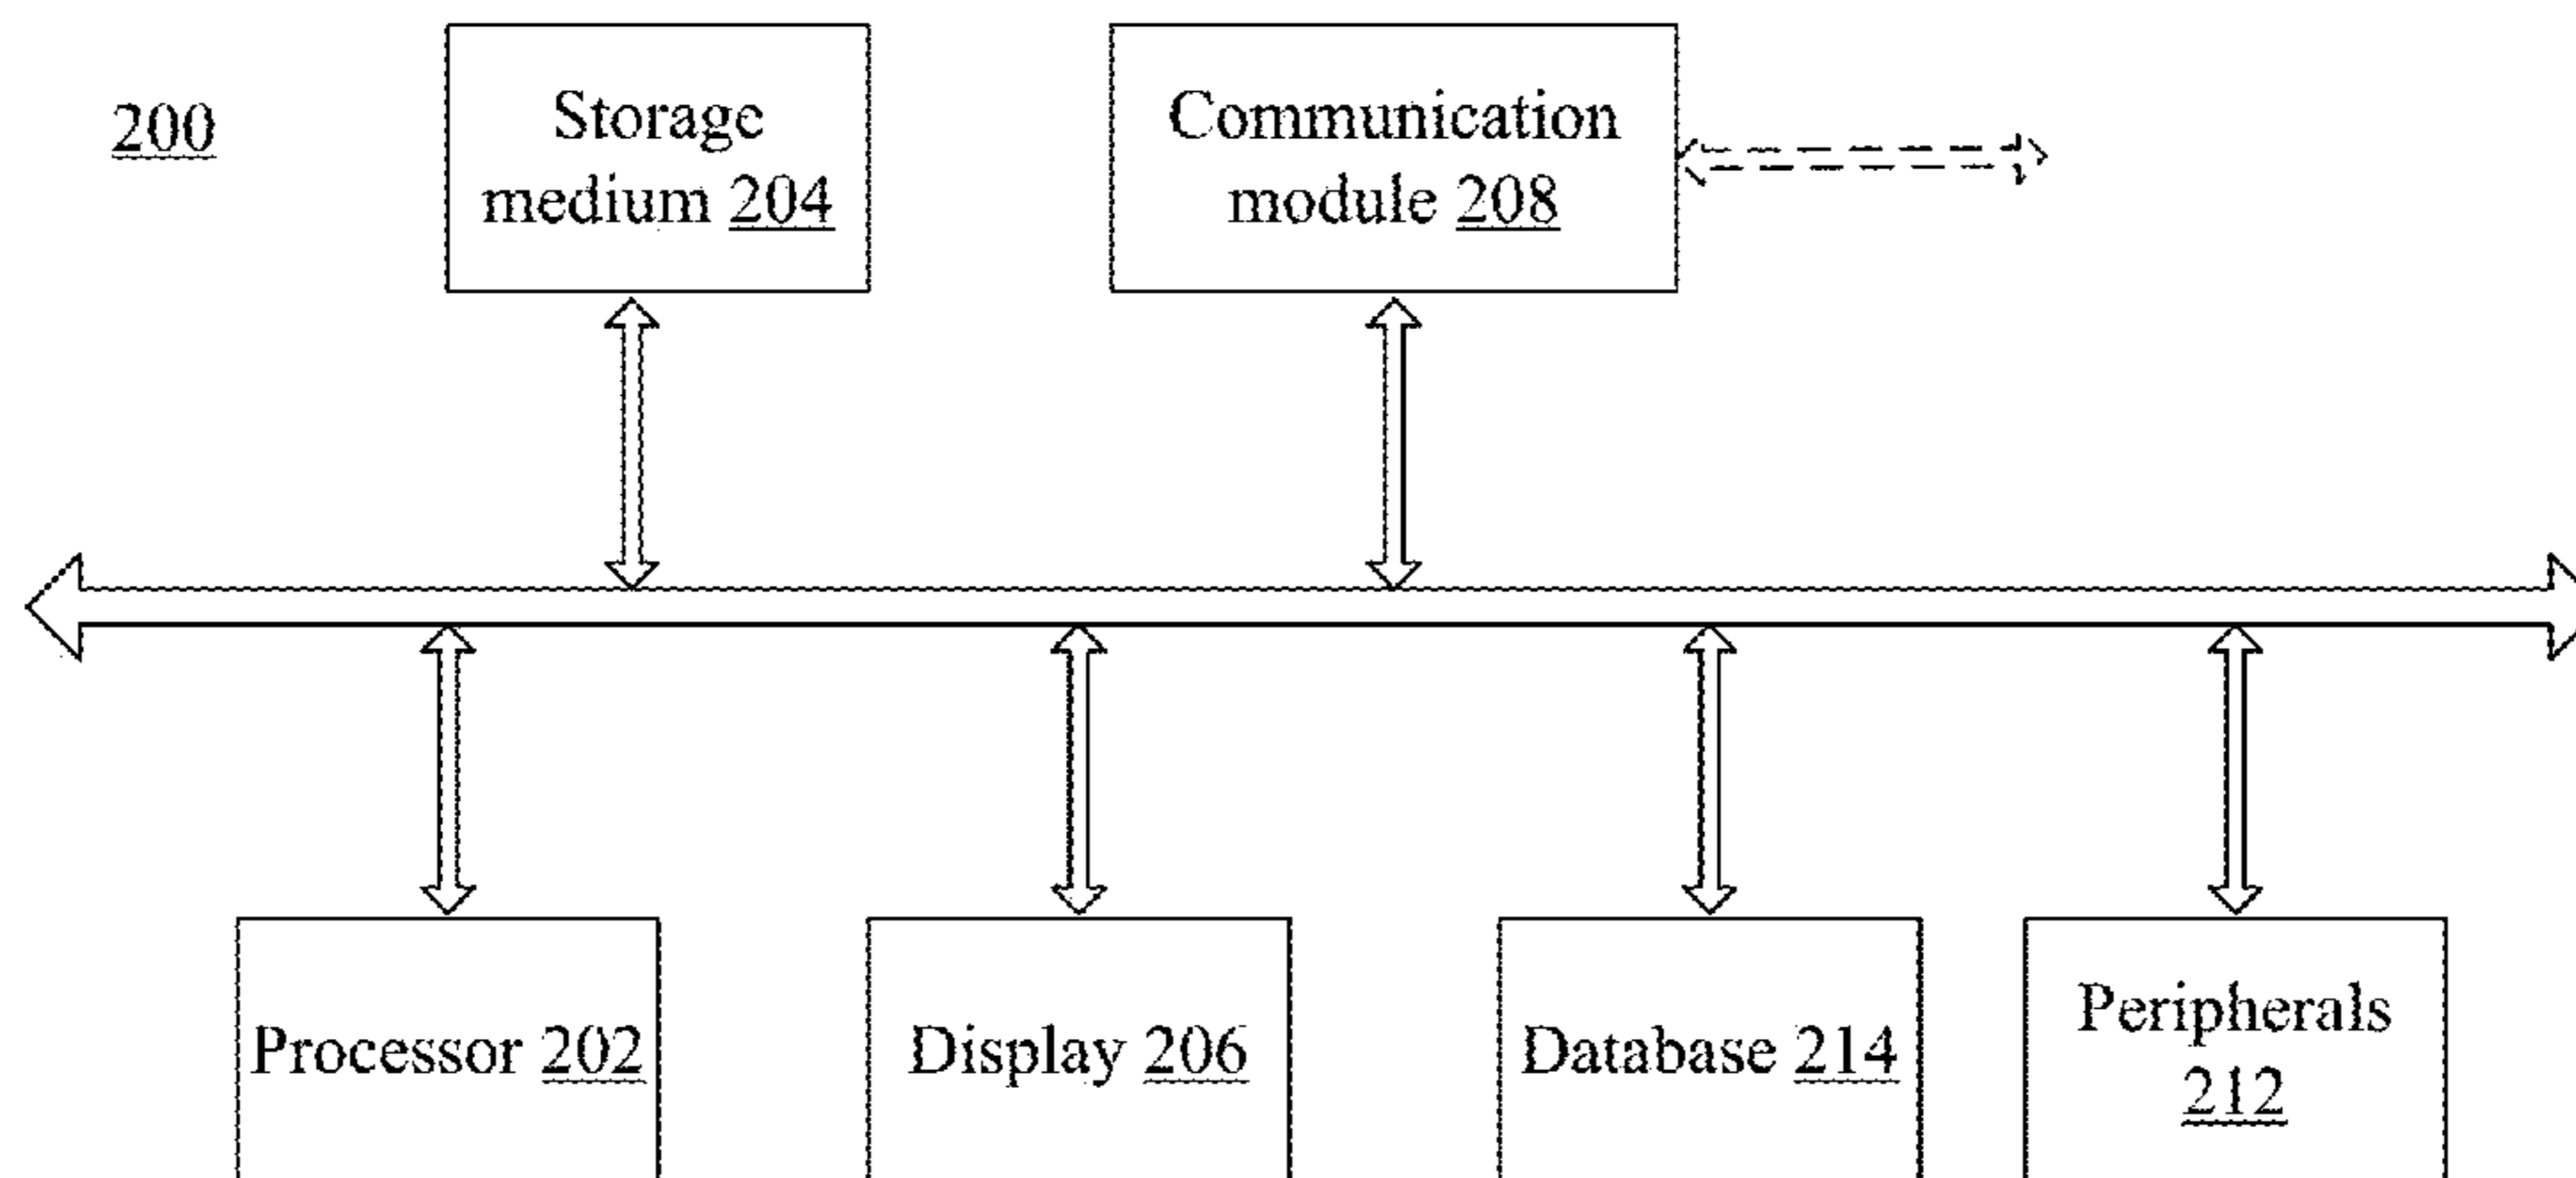 200
Storage
medium 204
Communication
module 208
Processor 202
Display 206
Database 214
Peripherals
212